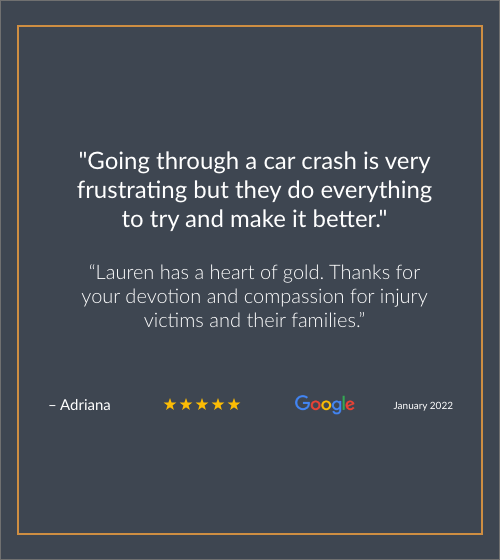 "Going through a car crash is very
frustrating but they do everything
to try and make it better."
“Lauren has a heart of gold. Thanks for
your devotion and compassion for injury
victims and their families.”
– Adriana
Google
January 2022